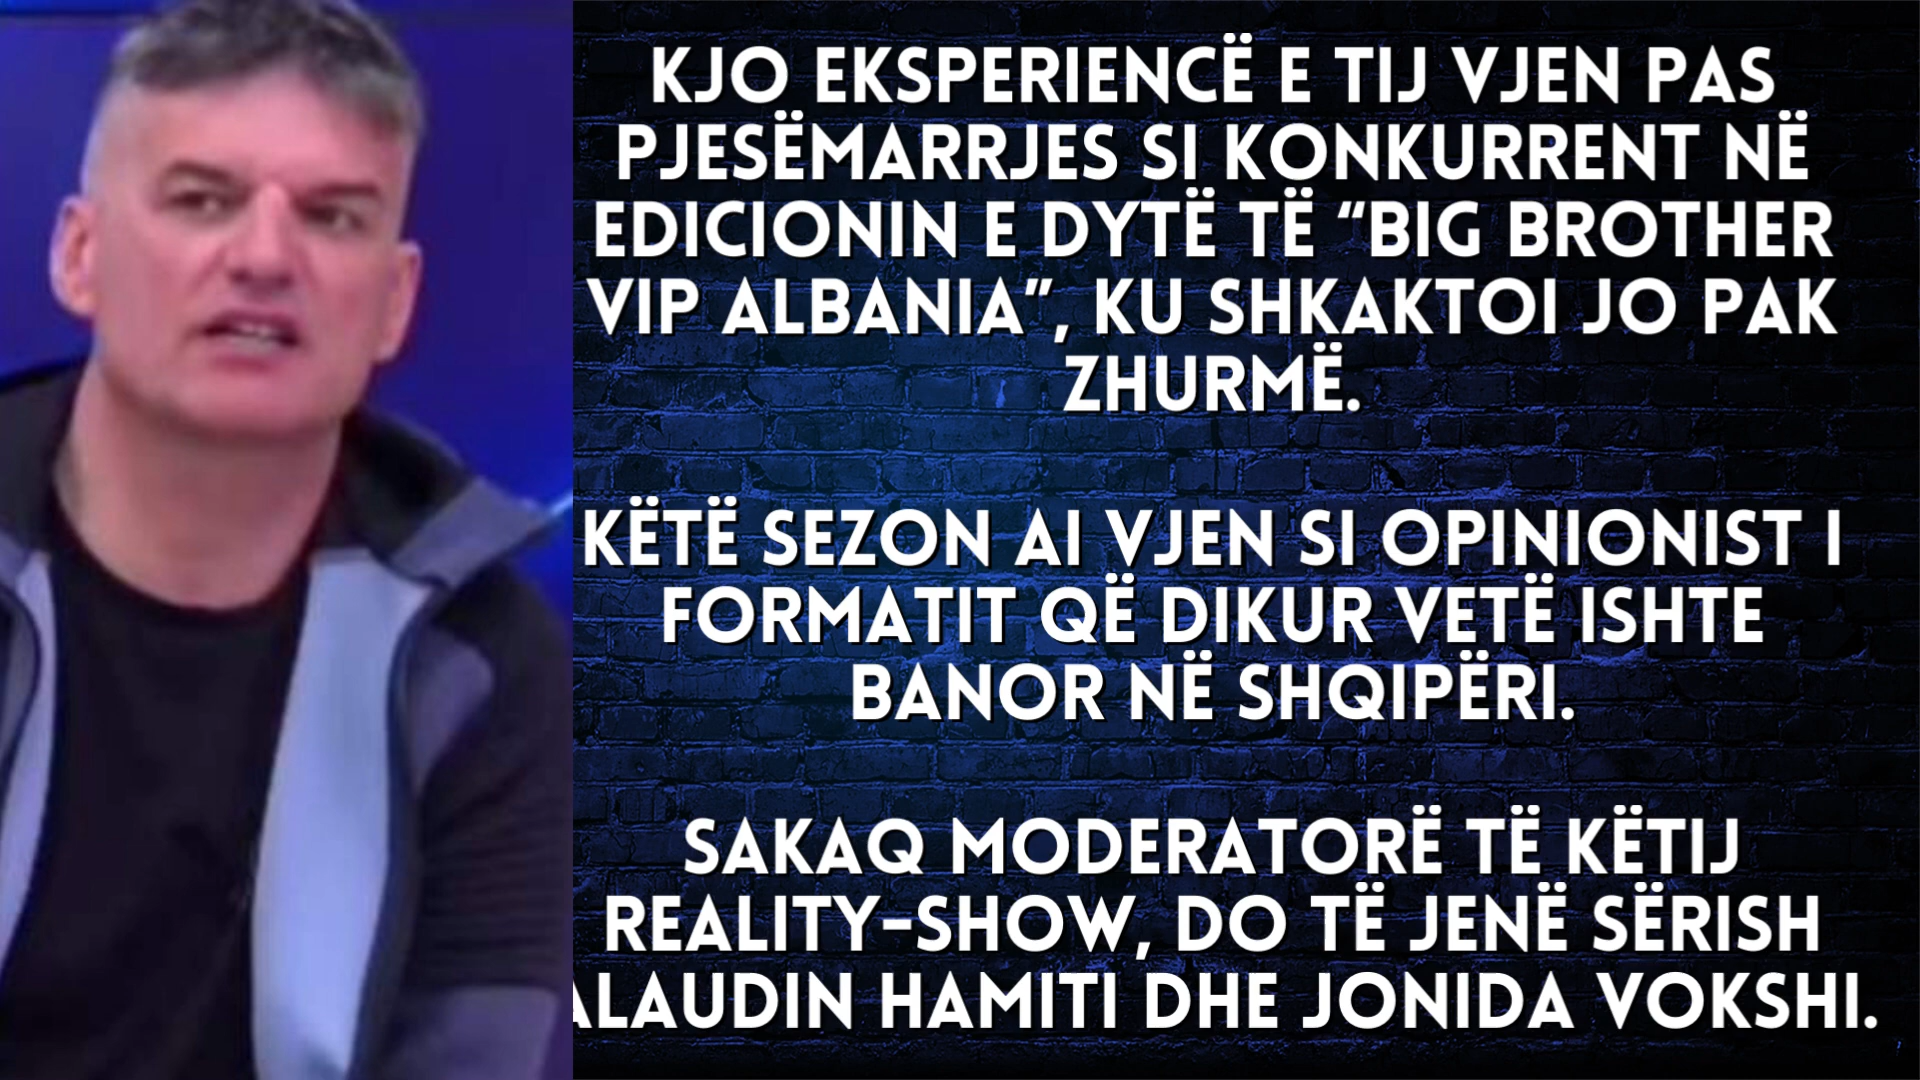 KJO EKSPERIENCË E TIJ VJEN PAS
PJESËMARRJES SI KONKURRENT NË
EDICIONIN E DYTË TË “BIG BROTHER
VIP ALBANIA”, KU SHKAKTOI JO PAK
ZHURMË.
KËTË SEZON AI VJEN SI OPINIONIST I
FORMATIT QË DIKUR VETË ISHTE
BANOR NË SHQIPËRI.
SAKAQ MODERATORË TË KËTIJ
REALITY-SHOW, DO TË JENË SËRISH
ALAUDIN HAMITI DHE JONIDA VOKSHI.